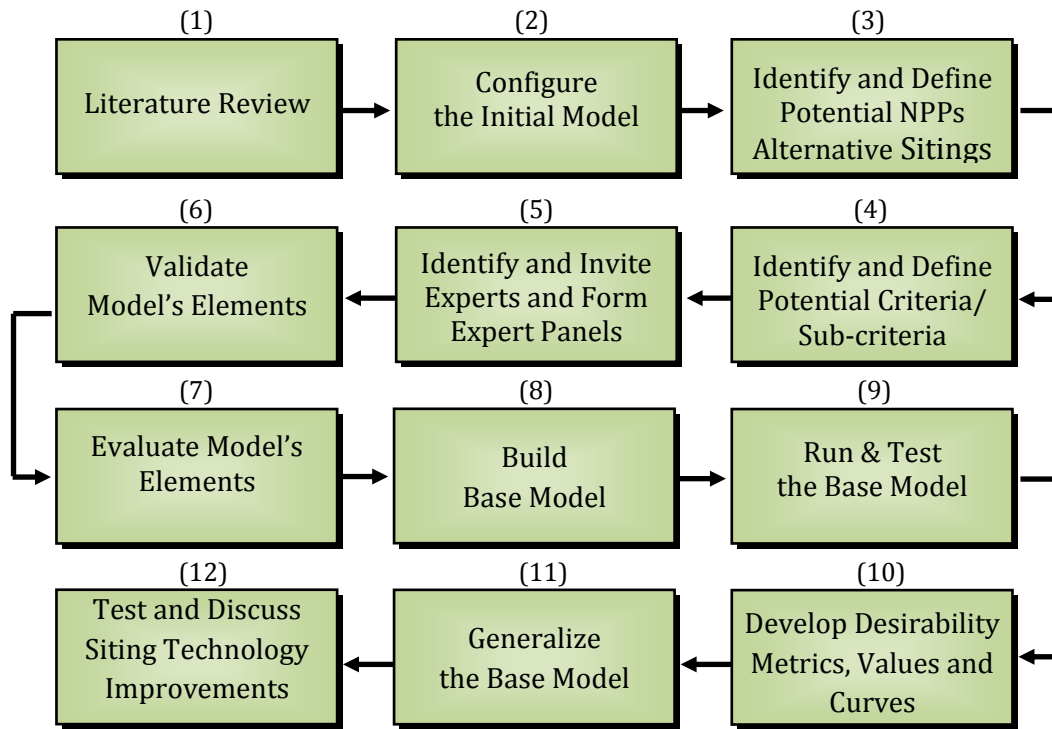 (1)
Literature Review
(2)
Configure
the Initial Model
(3)
Identify and Define
Potential NPPs
Alternative Sitings
(6)
Validate
Model’s Elements
(5)
Identify and Invite
Experts and Form
Expert Panels
(4)
Identify and Define
Potential Criteria/
Sub-criteria
(7)
Evaluate Model’s
Elements
(8)
Build
Base Model
(9)
Run & Test
the Base Model
(12)
Test and Discuss
Siting Technology
Improvements
(11)
Generalize
the Base Model
(10)
Develop Desirability
Metrics, Values and
Curves